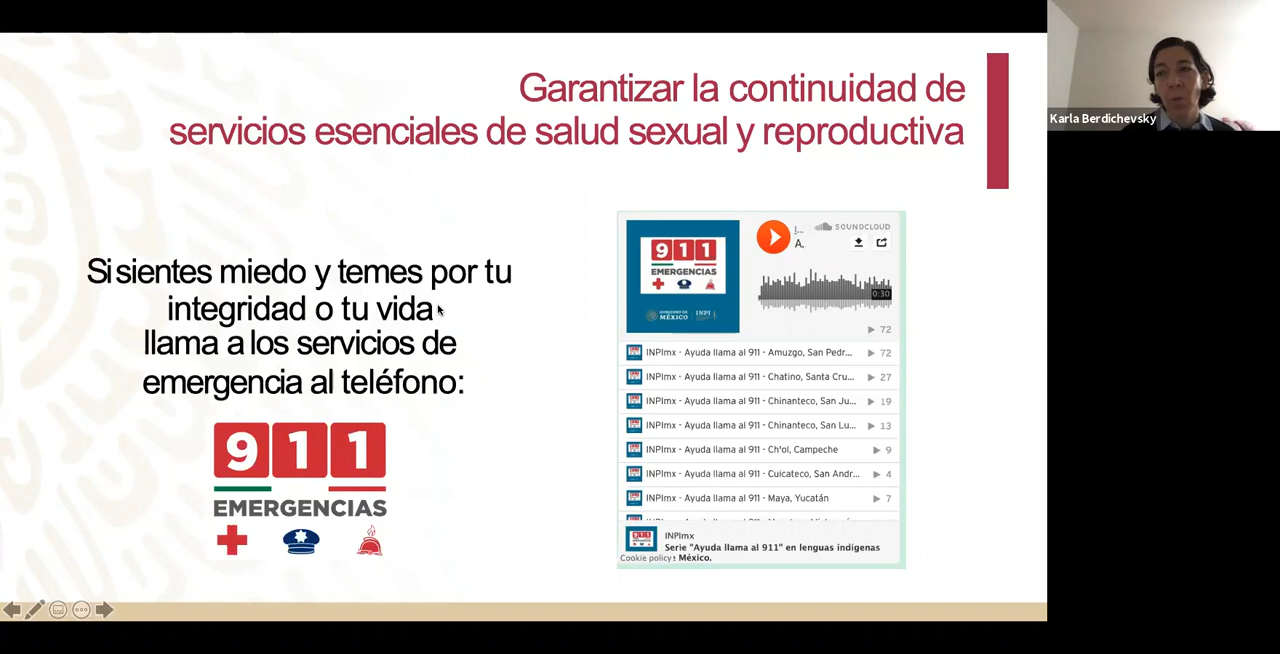 Garantizar la continuidad de
servicios esenciales de salud sexual y reproductiva
Si sientes miedo y temes por tu
integridad o tu vida
llama a los servicios de
emergencia al teléfono:
911
EMERGENCIAS
911
EMERGENCIAS
GOBIERNO DE
MÉXICO
INPI
I...
A.
SOUNDCLOUD
0:30
72
INPImx - Ayuda llama al 911 - Amuzgo, San Pedr... 72
INPImx - Ayuda llama al 911 - Chatino, Santa Cru... 27
INPImx - Ayuda llama al 911 - Chinanteco, San Ju... 19
INPImx - Ayuda llama al 911 - Chinanteco, San Lu... 13
INPImx - Ayuda llama al 911 - Ch'ol, Campeche 9
INPImx - Ayuda llama al 911 - Cuicateco, San Andr... 4
INPImx - Ayuda llama al 911 - Maya, Yucatán 7
INPImx
Serie "Ayuda llama al 911" en lenguas indígenas
Cookie policy México.
Karla Berdichevsky